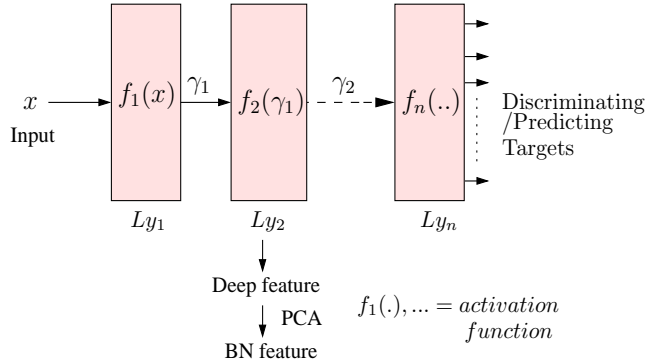 γ₁
γ₂
x
f₁(x)
f₂(γ₁)
fₙ(..)
Input
Discriminating
/Predicting
Targets
Ly₁
Ly₂
Lyₙ
Deep feature
PCA
BN feature
f₁(.), ... = activation
function